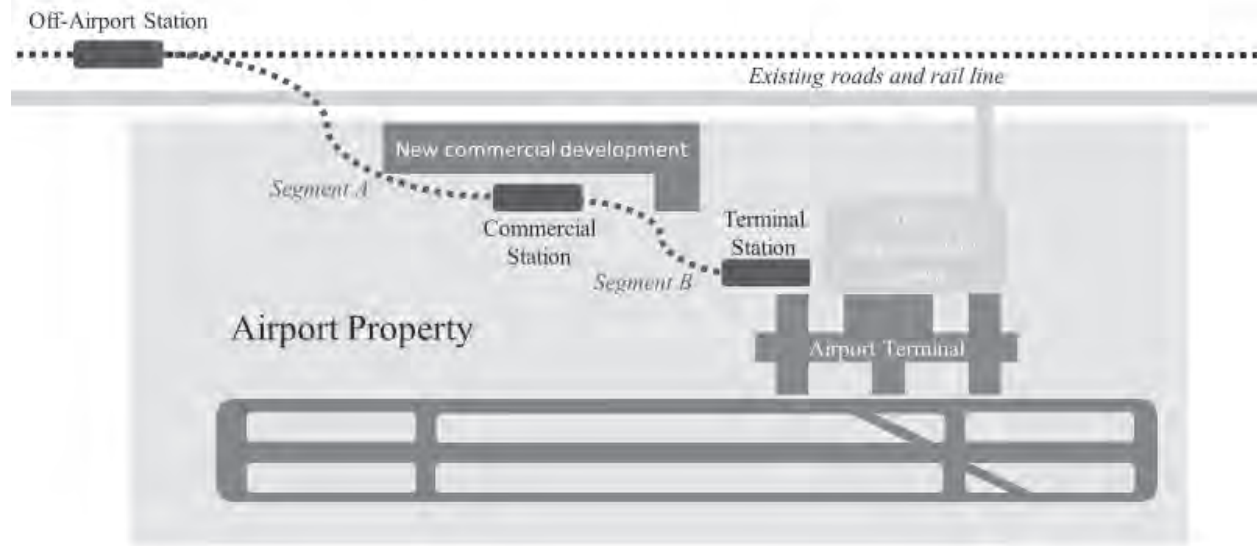 Off-Airport Station
Existing roads and rail line
New commercial development
Segment A
Commercial
Station
Terminal
Station
Segment B
Airport Property
Airport Terminal